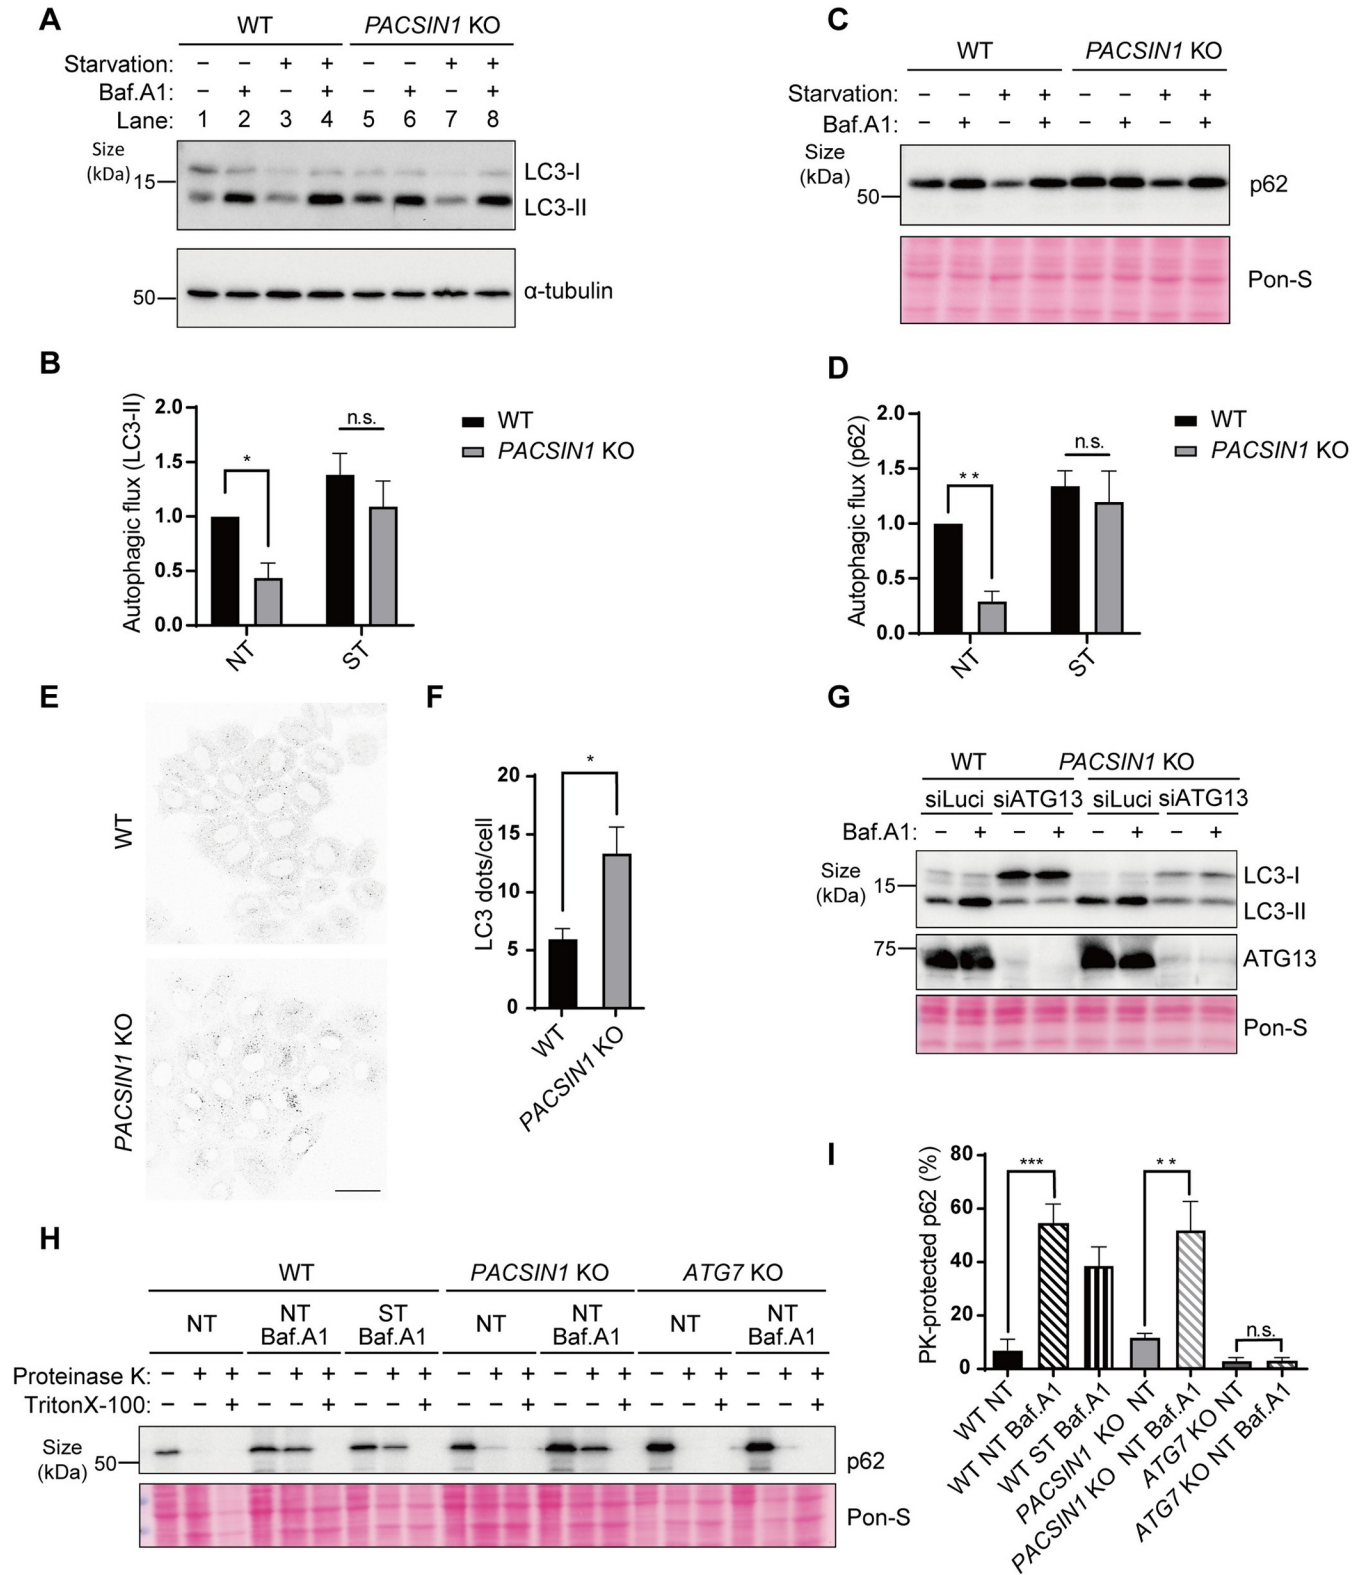 A
WT PACSIN1 KO
Starvation: – – + + – – + +
Baf.A1: – + – + – + – +
Lane: 1 2 3 4 5 6 7 8
Size
(kDa)
15
LC3-I
LC3-II
50
α-tubulin
B
Autophagic flux (LC3-II)
2.0
1.5
1.0
0.5
0.0
*
n.s.
NT ST
WT
PACSIN1 KO
C
WT PACSIN1 KO
Starvation: – – + + – – + +
Baf.A1: – + – + – + – +
Size
(kDa)
50
p62
Pon-S
D
Autophagic flux (p62)
2.0
1.5
1.0
0.5
0.0
**
n.s.
NT ST
WT
PACSIN1 KO
E
WT
PACSIN1 KO
F
LC3 dots/cell
20
15
10
5
0
*
WT
PACSIN1 KO
G
WT PACSIN1 KO
siLuci siATG13 siLuci siATG13
Baf.A1: – + – + – + – +
Size
(kDa)
15
LC3-I
LC3-II
75
ATG13
Pon-S
H
WT PACSIN1 KO ATG7 KO
NT NT Baf.A1 ST Baf.A1 NT NT Baf.A1 NT NT Baf.A1
Proteinase K: – + + – + + – + + – + + – + + – + + – + +
TritonX-100: – – + – – + – – + – – + – – + – – + – – +
Size
(kDa)
50
p62
Pon-S
I
PK-protected p62 (%)
80
60
40
20
0
***
**
n.s.
WT NT
WT NT Baf.A1
WT ST Baf.A1
PACSIN1 KO NT
PACSIN1 KO NT Baf.A1
ATG7 KO NT
ATG7 KO NT Baf.A1